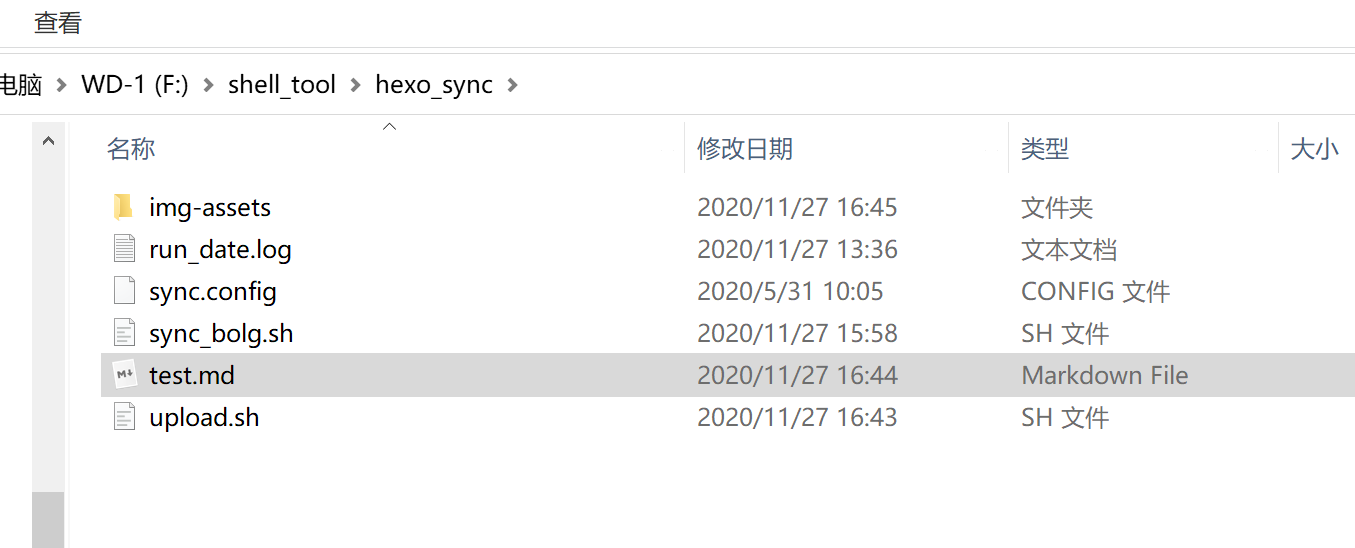 查看
电脑 WD-1 (F:) shell_tool hexo_sync
名称 修改日期 类型 大小
img-assets 2020/11/27 16:45 文件夹
run_date.log 2020/11/27 13:36 文本文档
sync.config 2020/5/31 10:05 CONFIG 文件
sync_bolg.sh 2020/11/27 15:58 SH 文件
M↓ test.md 2020/11/27 16:44 Markdown File
upload.sh 2020/11/27 16:43 SH 文件